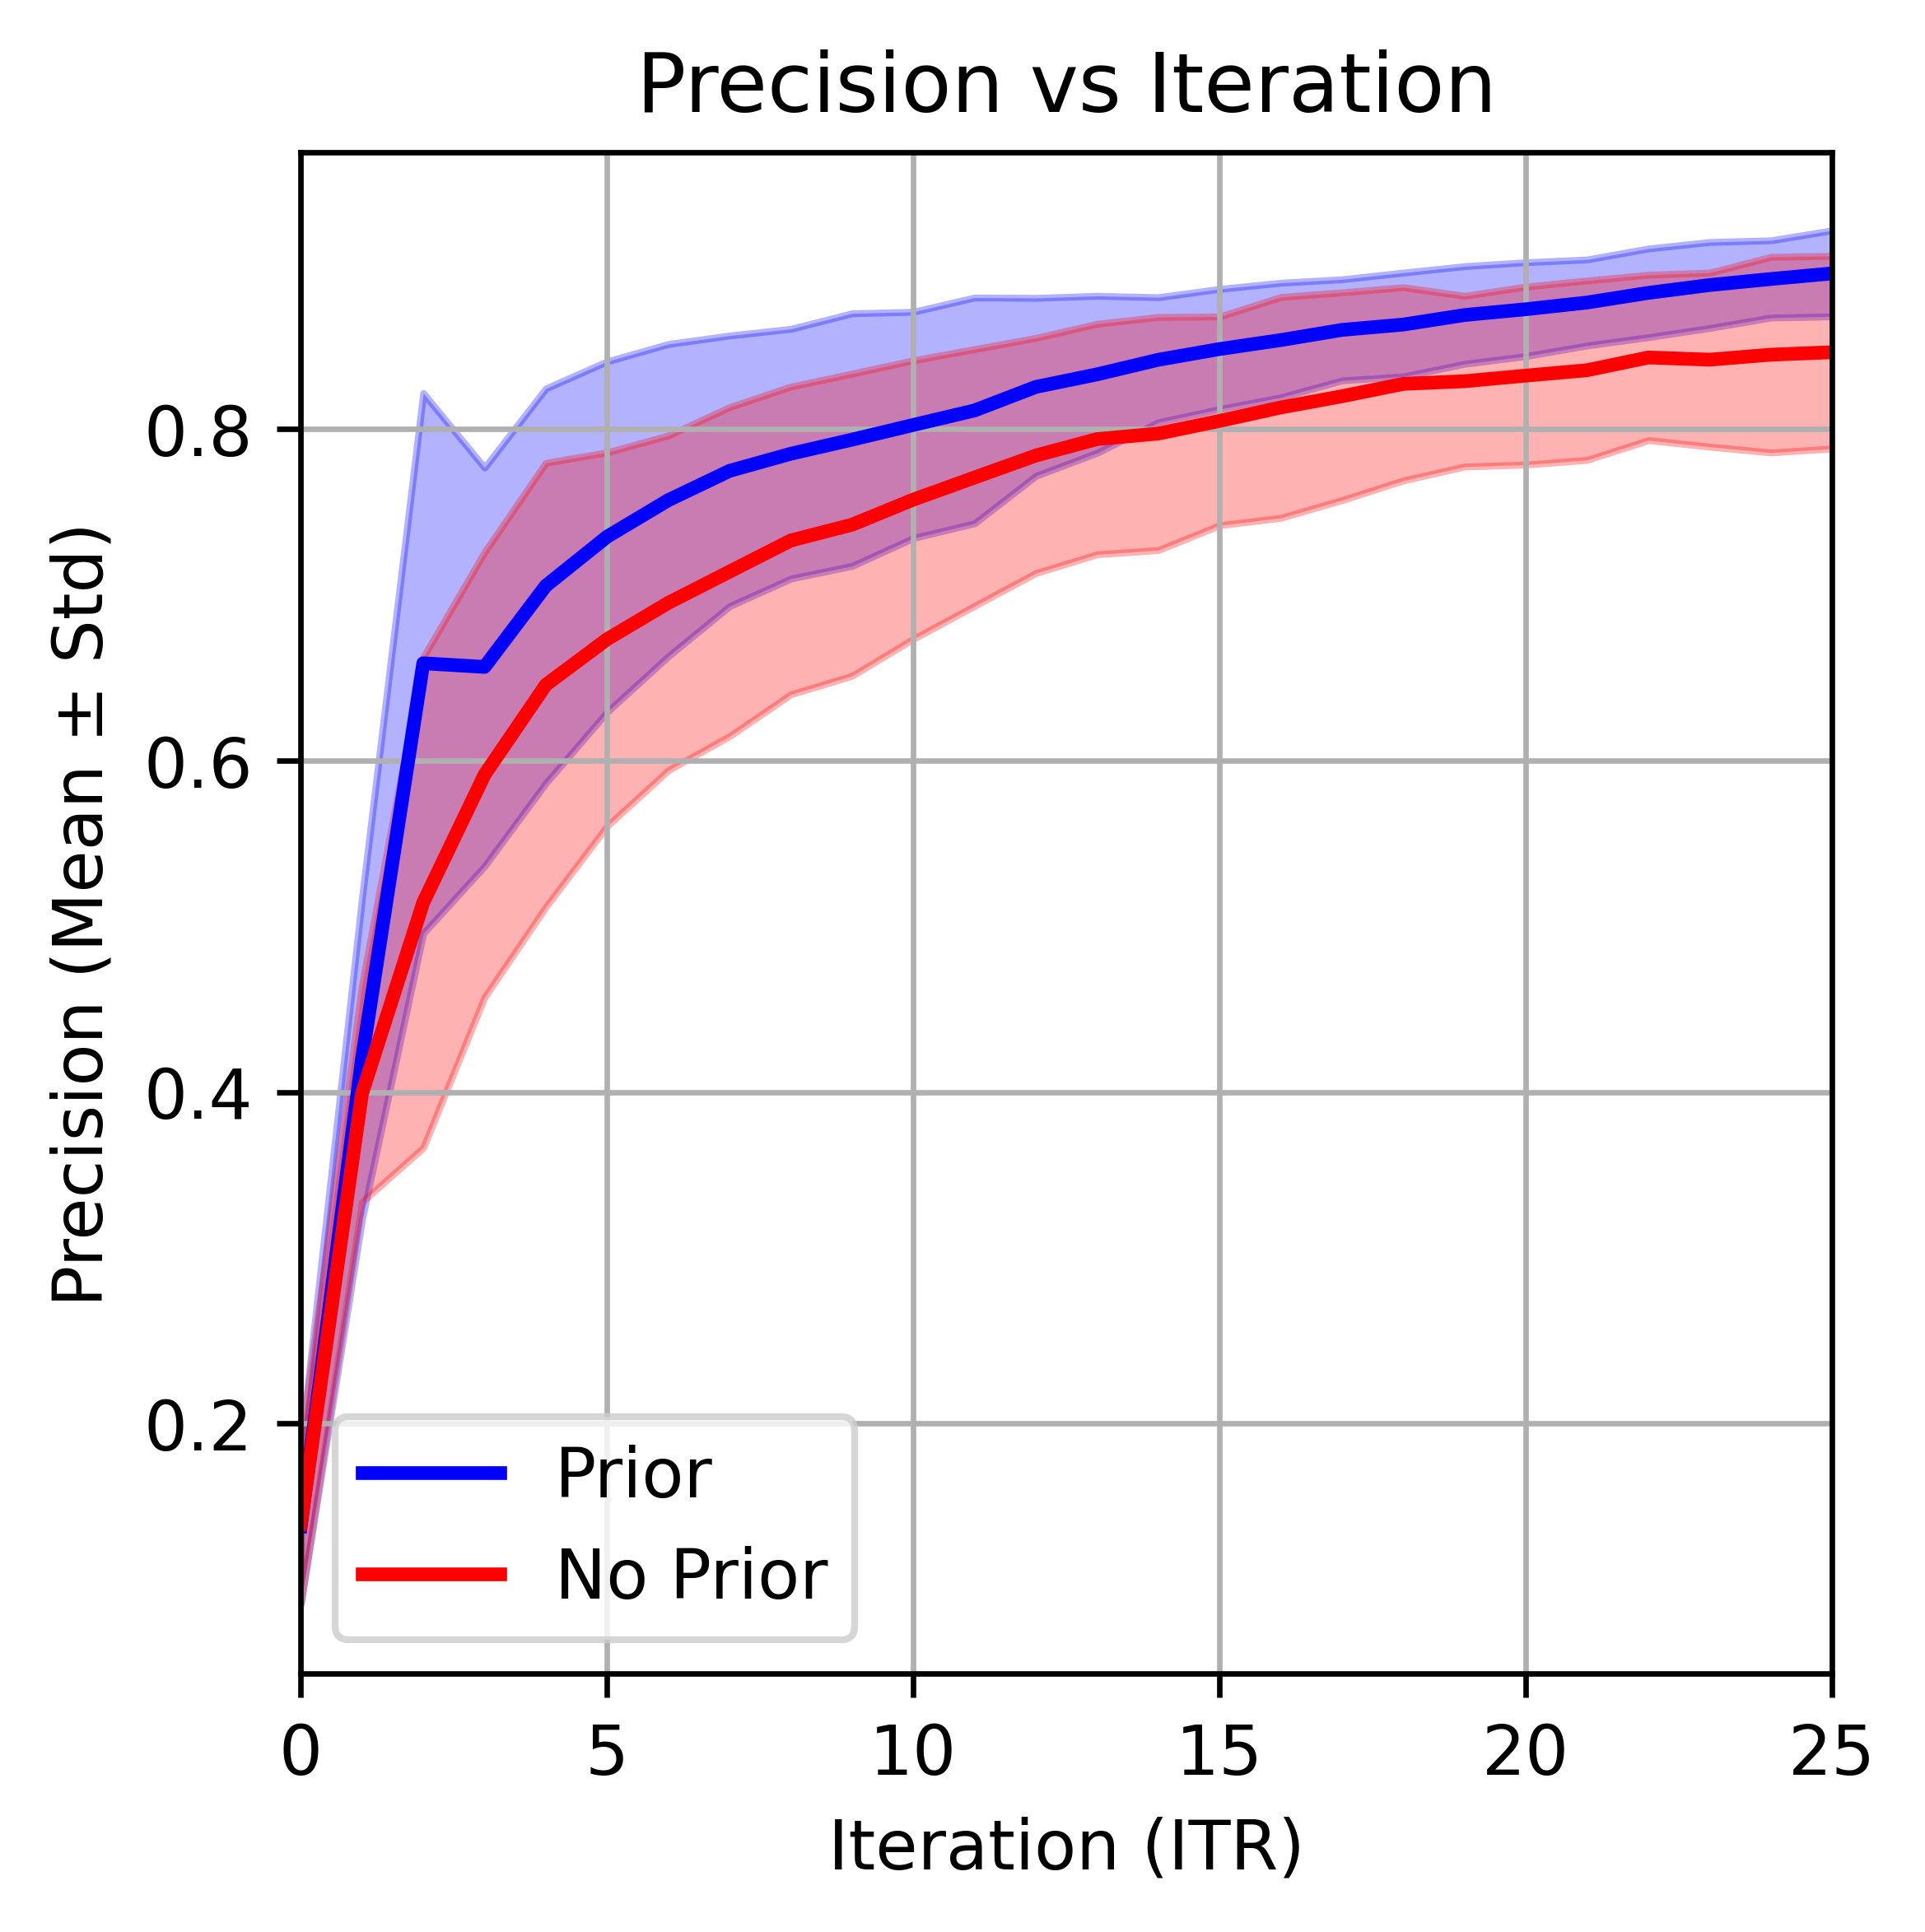 Precision vs Iteration
Precision (Mean ± Std)
0.8
0.6
0.4
0.2
Prior
No Prior
0 5 10 15 20 25
Iteration (ITR)